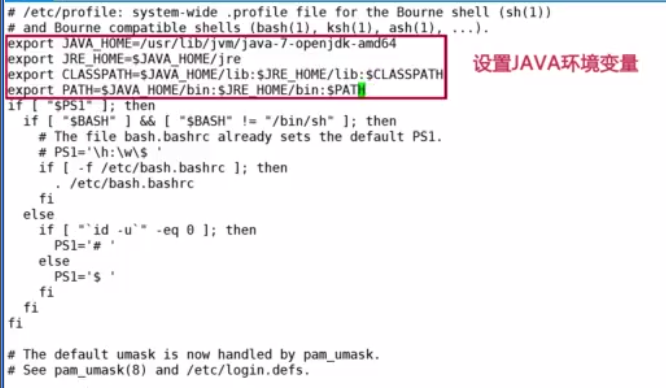 # /etc/profile: system-wide .profile file for the Bourne shell (sh(1))
# and Bourne compatible shells (bash(1), ksh(1), ash(1), ...).
export JAVA_HOME=/usr/lib/jvm/java-7-openjdk-amd64
export JRE_HOME=$JAVA_HOME/jre
export CLASSPATH=$JAVA_HOME/lib:$JRE_HOME/lib:$CLASSPATH
export PATH=$JAVA_HOME/bin:$JRE_HOME/bin:$PATH
设置JAVA环境变量
if [ "$PS1" ]; then
  if [ "$BASH" ] && [ "$BASH" != "/bin/sh" ]; then
    # The file bash.bashrc already sets the default PS1.
    # PS1='\h:\w\$ '
    if [ -f /etc/bash.bashrc ]; then
      . /etc/bash.bashrc
    fi
  else
    if [ "`id -u`" -eq 0 ]; then
      PS1='# '
    else
      PS1='$ '
    fi
  fi
fi
# The default umask is now handled by pam_umask.
# See pam_umask(8) and /etc/login.defs.